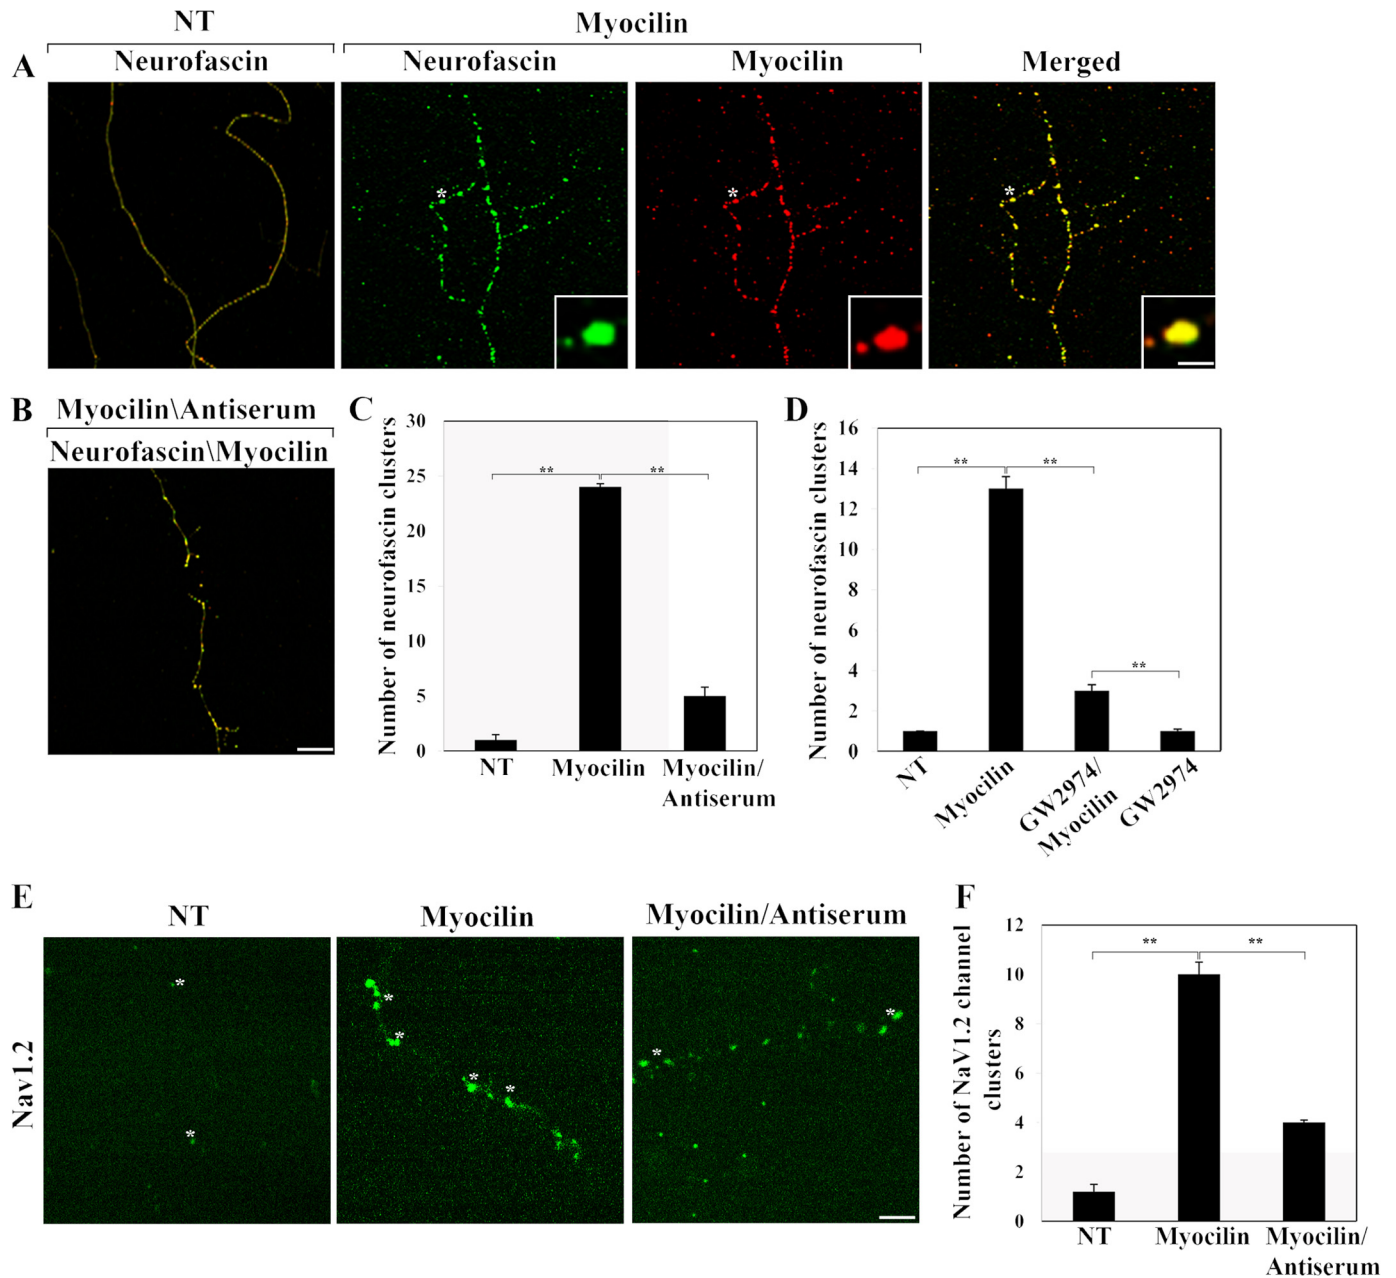 NT
Myocilin
A
Neurofascin
Neurofascin
Myocilin
Merged
*
*
*
B
Myocilin\Antiserum
Neurofascin\Myocilin
C
Number of neurofascin clusters
30
25
20
15
10
5
0
**
**
NT
Myocilin
Myocilin/
Antiserum
D
Number of neurofascin clusters
16
14
12
10
8
6
4
2
0
**
**
**
NT
Myocilin
GW2974/
Myocilin
GW2974
E
NT
Myocilin
Myocilin/Antiserum
Nav1.2
*
*
*
*
*
*
*
*
F
Number of NaV1.2 channel
clusters
12
10
8
6
4
2
0
**
**
NT
Myocilin
Myocilin/
Antiserum